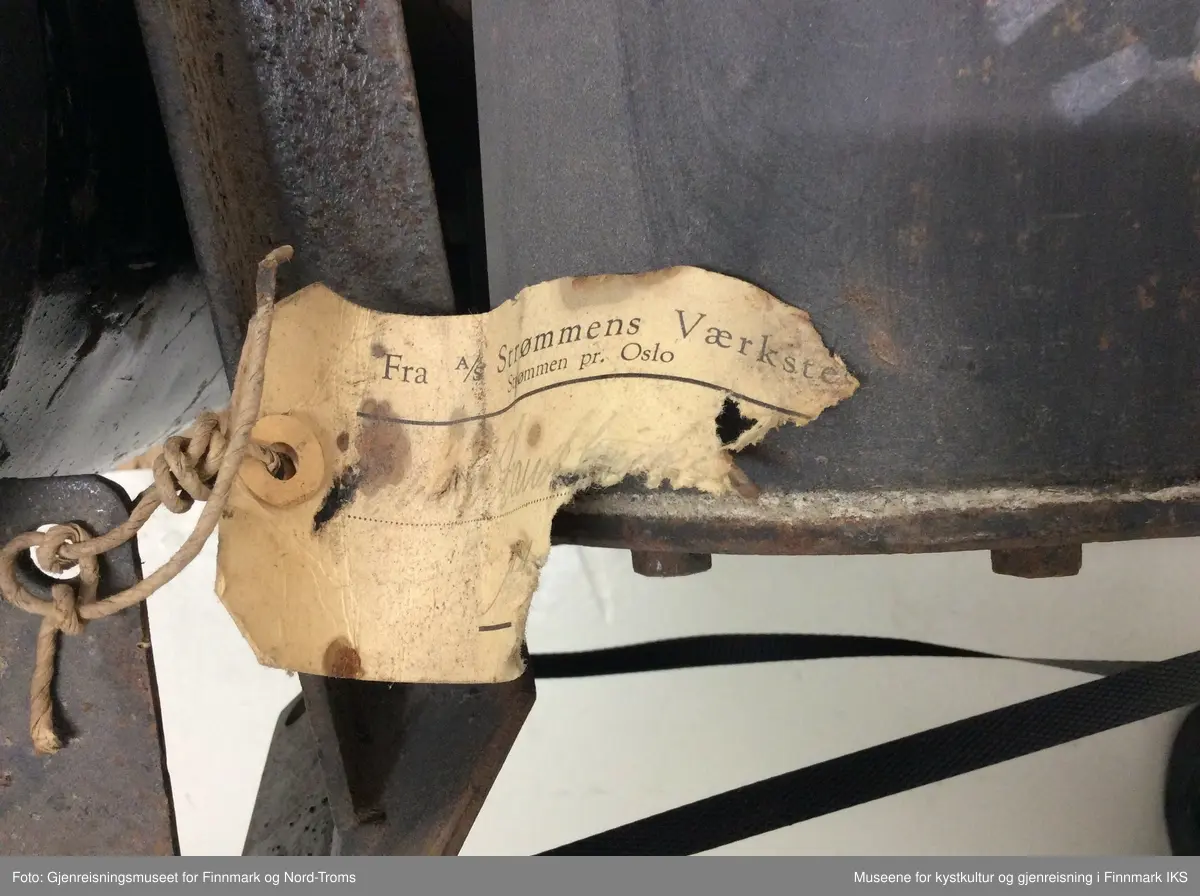 Fra A/S Strømmens Værkste
Strømmen pr. Oslo
Foto: Gjenreisningsmuseet for Finnmark og Nord-Troms
Museene for kystkultur og gjenreisning i Finnmark IKS